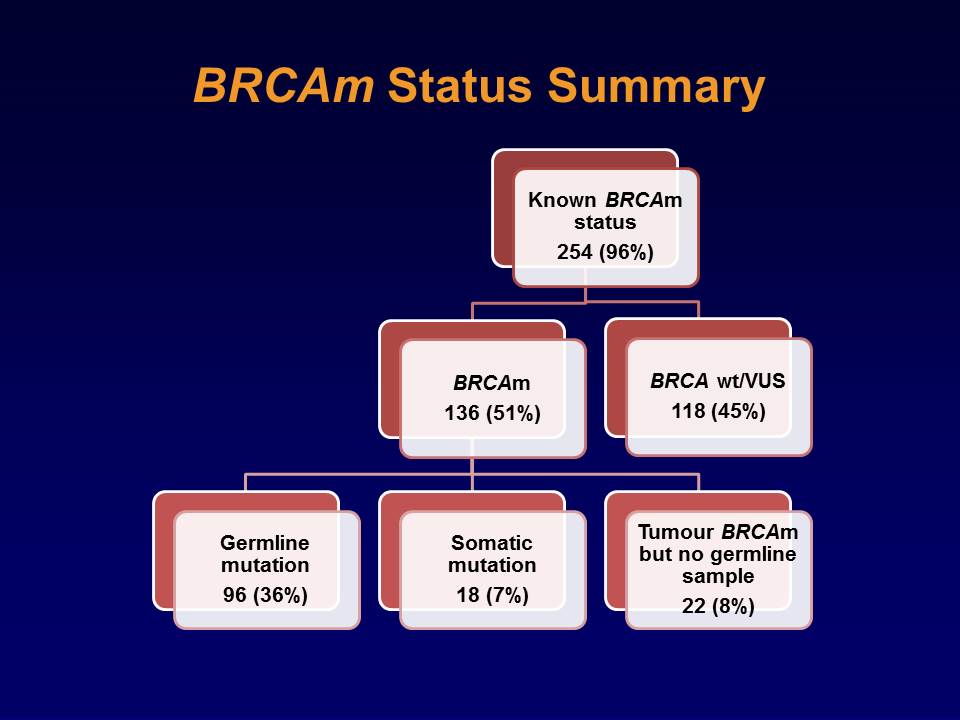 BRCAm Status Summary
Known BRCAm
status
254 (96%)
BRCAm
136 (51%)
BRCA wt/VUS
118 (45%)
Germline
mutation
96 (36%)
Somatic
mutation
18 (7%)
Tumour BRCAm
but no germline
sample
22 (8%)